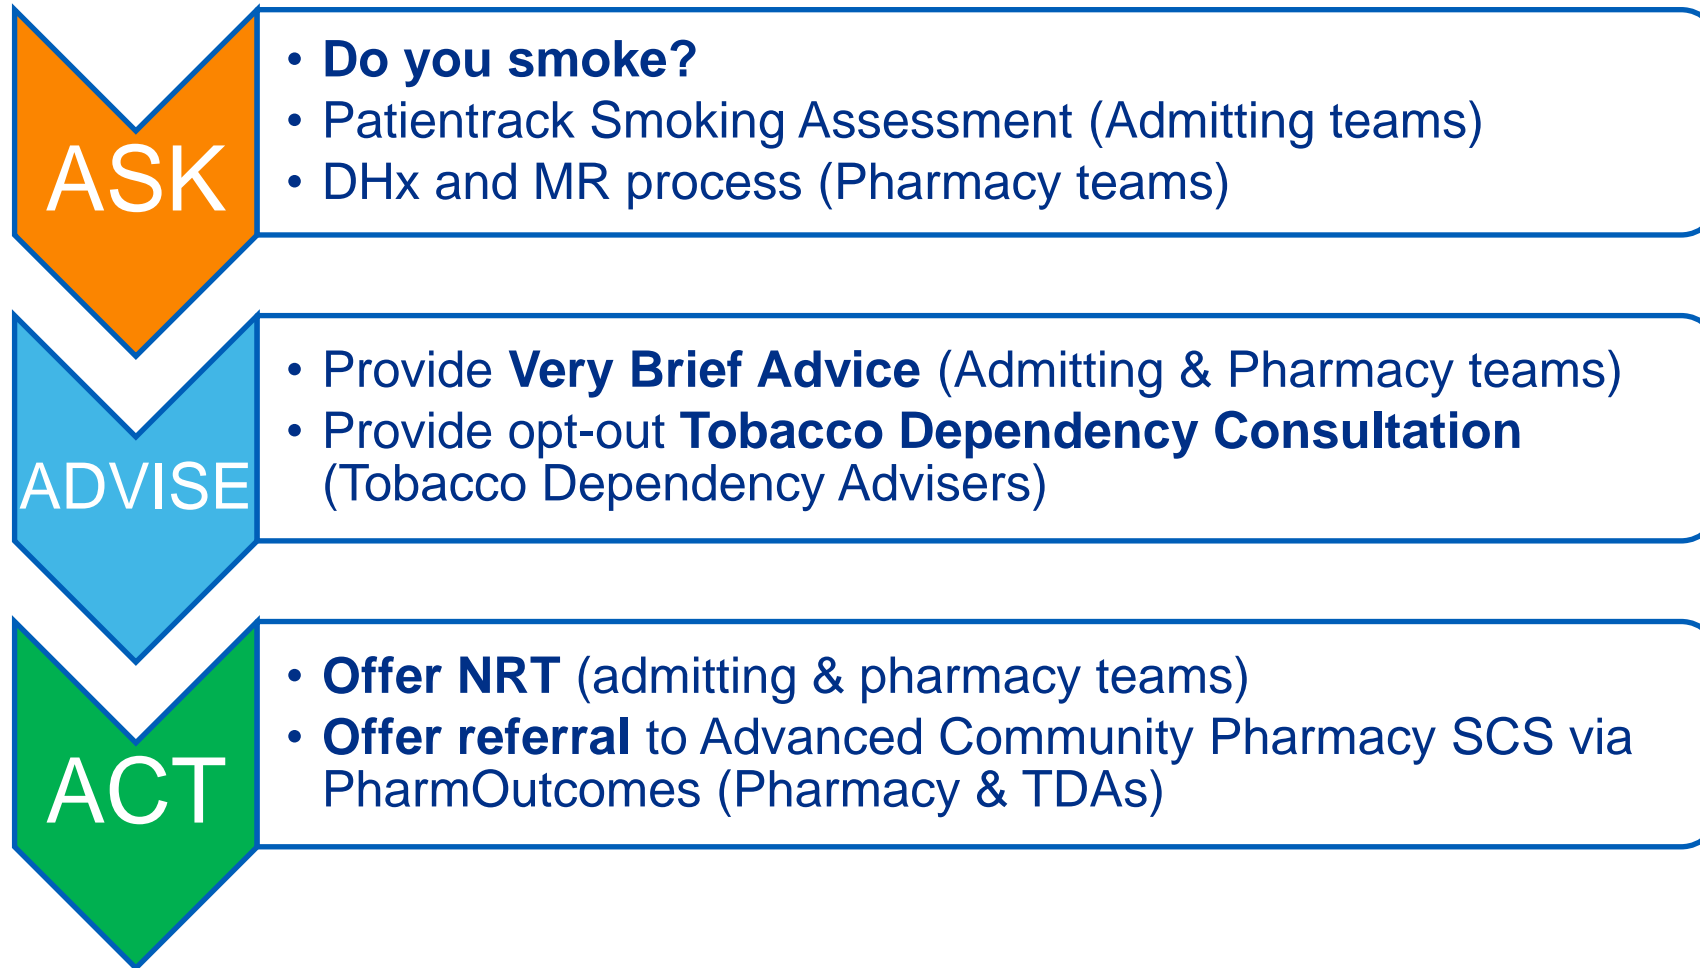 ASK
• Do you smoke?
• Patientrack Smoking Assessment (Admitting teams)
• DHx and MR process (Pharmacy teams)
ADVISE
• Provide Very Brief Advice (Admitting & Pharmacy teams)
• Provide opt-out Tobacco Dependency Consultation
(Tobacco Dependency Advisers)
ACT
• Offer NRT (admitting & pharmacy teams)
• Offer referral to Advanced Community Pharmacy SCS via
PharmOutcomes (Pharmacy & TDAs)